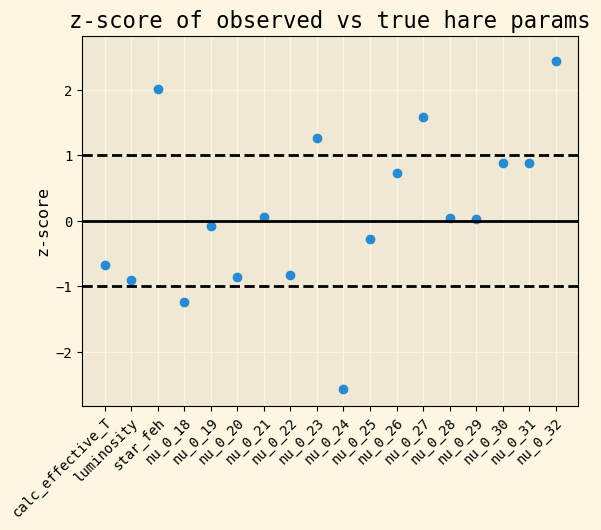 z-score of observed vs true hare params
z-score
2
1
0
−1
−2
calc_effective_T
luminosity
star_feh
nu_0_18
nu_0_19
nu_0_20
nu_0_21
nu_0_22
nu_0_23
nu_0_24
nu_0_25
nu_0_26
nu_0_27
nu_0_28
nu_0_29
nu_0_30
nu_0_31
nu_0_32